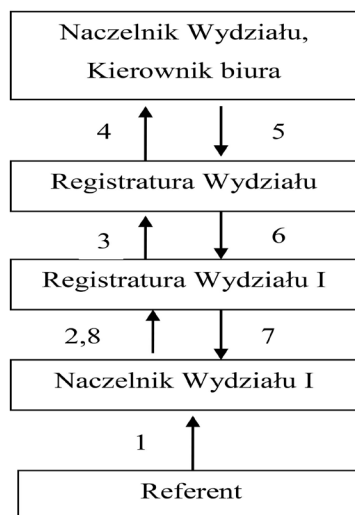 Naczelnik Wydziału,
Kierownik biura
4 5
Registratura Wydziału
3 6
Registratura Wydziału I
2,8 7
Naczelnik Wydziału I
1
Referent